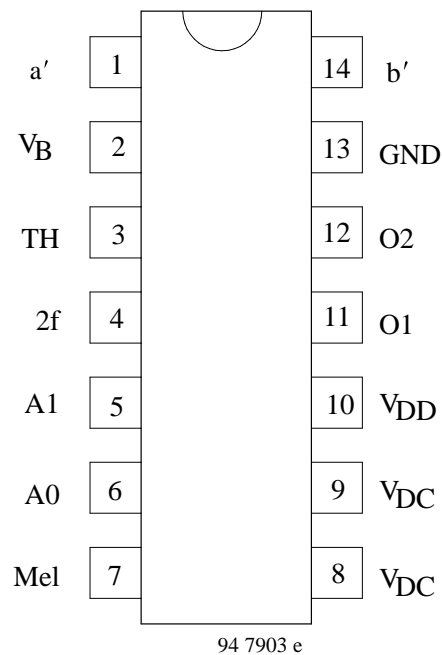 a′ 1 14 b′
VB 2 13 GND
TH 3 12 O2
2f 4 11 O1
A1 5 10 VDD
A0 6 9 VDC
Mel 7 8 VDC
94 7903 e